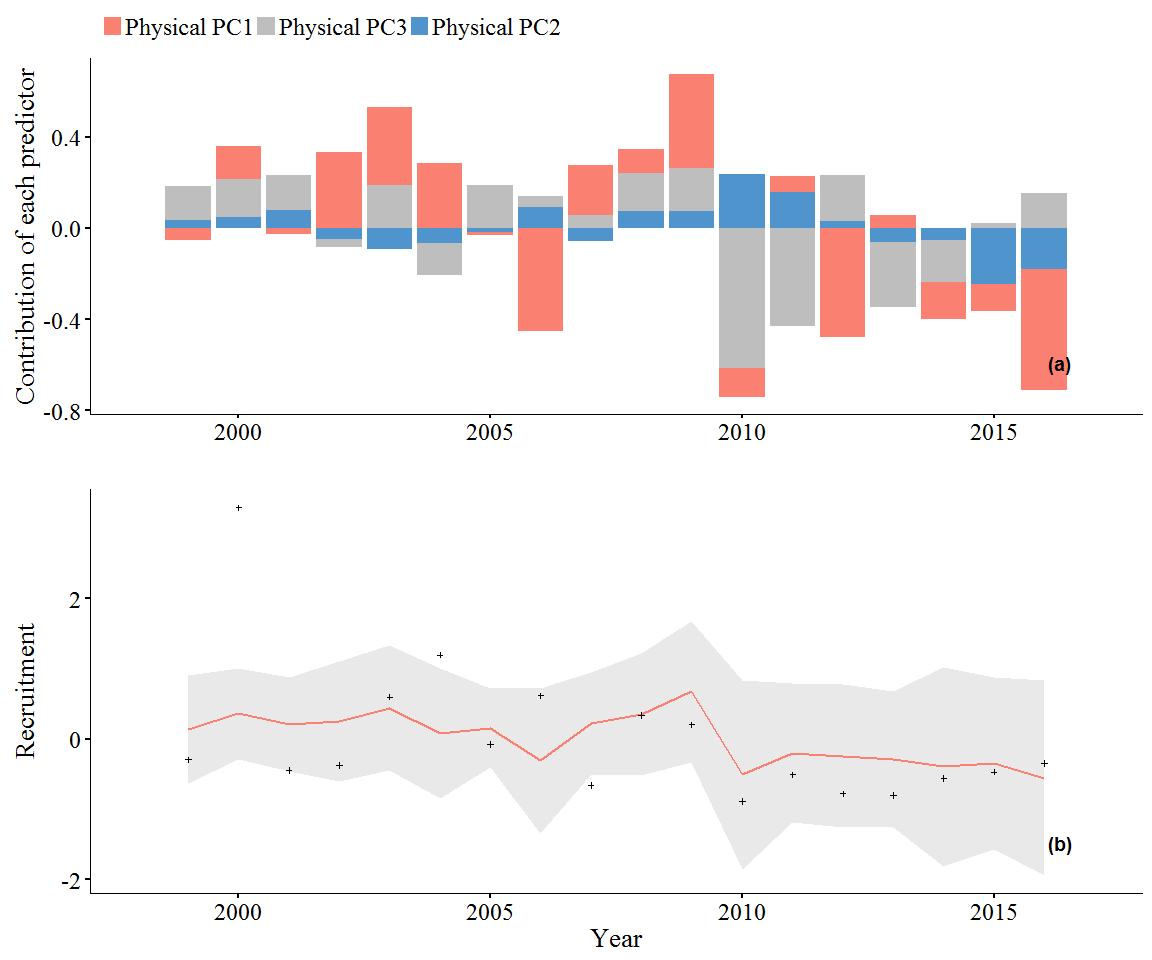 Physical PC1 Physical PC3 Physical PC2
Contribution of each predictor
0.4
0.0
-0.4
-0.8
(a)
2000 2005 2010 2015
Recruitment
2
0
-2
(b)
2000 2005 2010 2015
Year